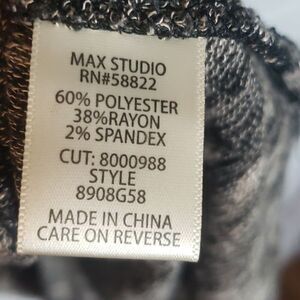 MAX STUDIO
RN#58822
60% POLYESTER
38%RAYON
2% SPANDEX
CUT: 8000988
STYLE
8908G58
MADE IN CHINA
CARE ON REVERSE